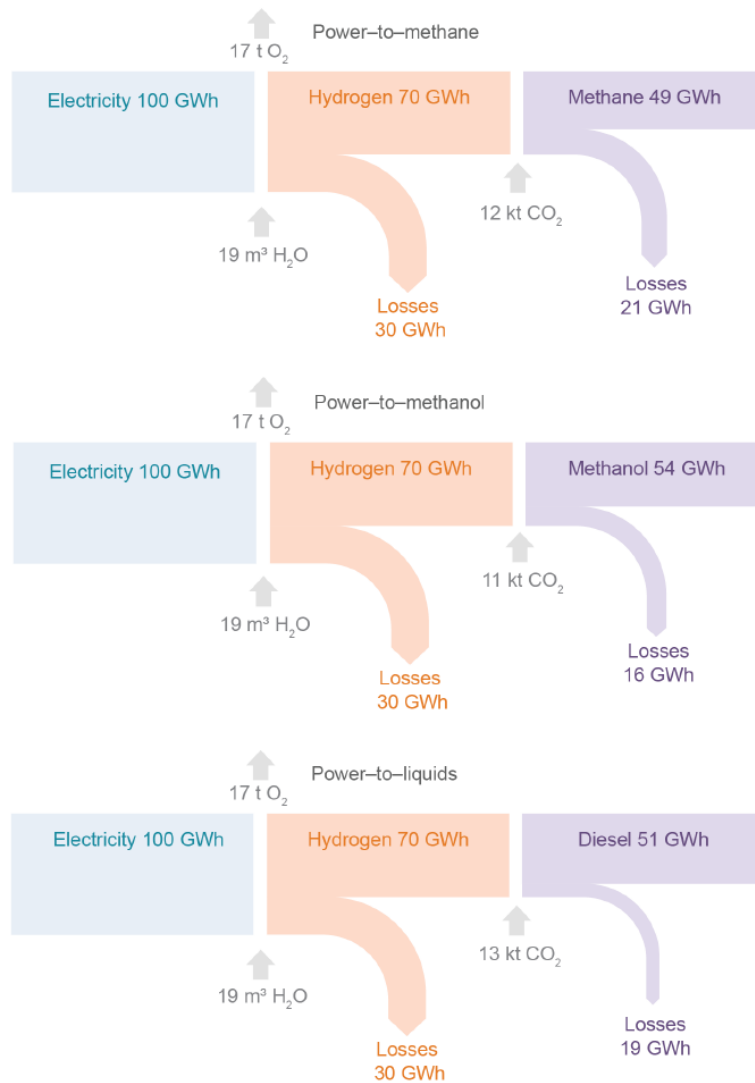 Power–to–methane
17 t O₂
Electricity 100 GWh
Hydrogen 70 GWh
Methane 49 GWh
12 kt CO₂
19 m³ H₂O
Losses
30 GWh
Losses
21 GWh
Power–to–methanol
17 t O₂
Electricity 100 GWh
Hydrogen 70 GWh
Methanol 54 GWh
11 kt CO₂
19 m³ H₂O
Losses
30 GWh
Losses
16 GWh
Power–to–liquids
17 t O₂
Electricity 100 GWh
Hydrogen 70 GWh
Diesel 51 GWh
13 kt CO₂
19 m³ H₂O
Losses
30 GWh
Losses
19 GWh